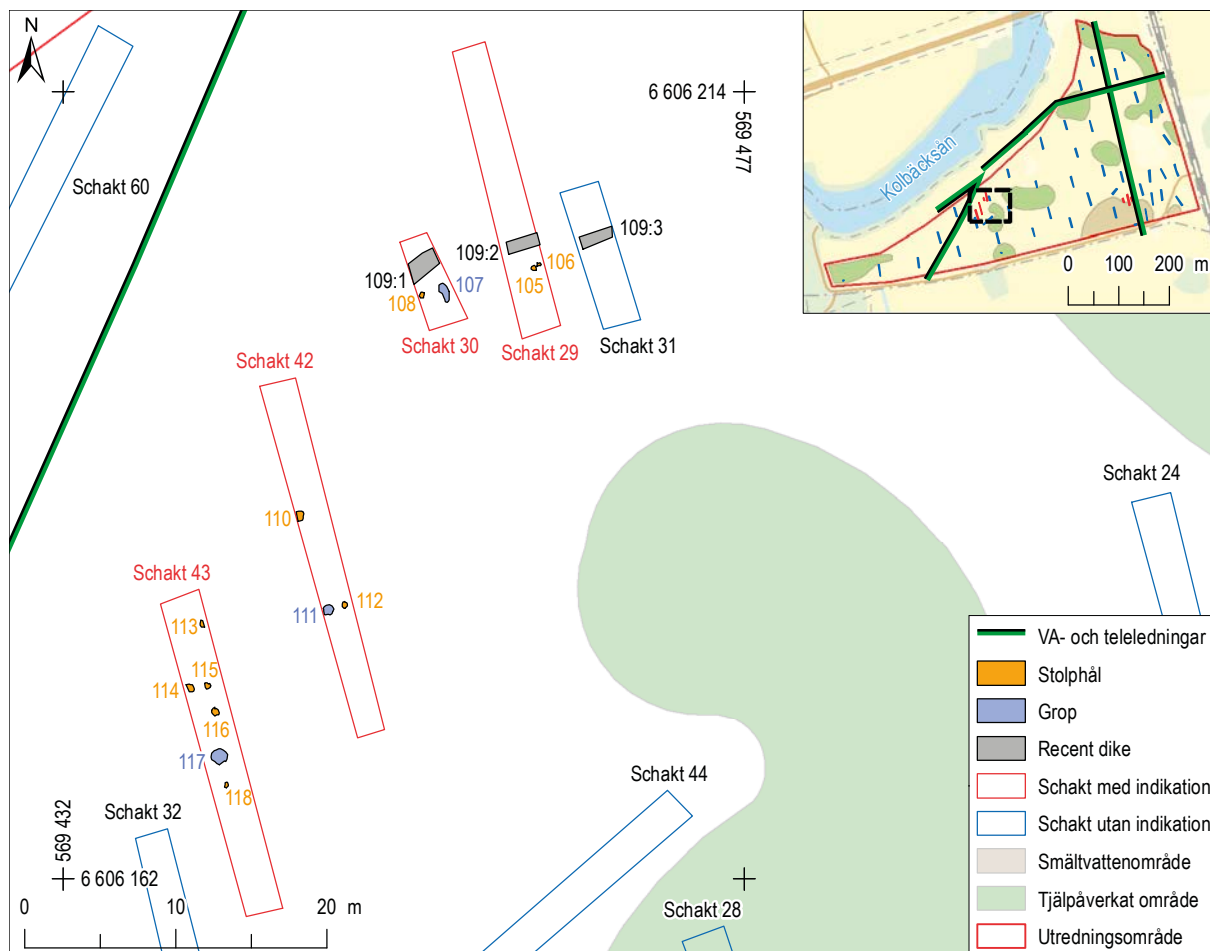 N
6 606 214
569 477
Kolbäcksån
0 100 200 m
Schakt 60
109:3
109:2
106
109:1
105
107
108
Schakt 30
Schakt 29
Schakt 31
Schakt 42
Schakt 24
110
Schakt 43
112
111
113
115
114
116
117
118
Schakt 44
Schakt 32
569 432
6 606 162
Schakt 28
0 10 20 m
VA- och teleledningar
Stolphål
Grop
Recent dike
Schakt med indikation
Schakt utan indikation
Smältvattenområde
Tjälpåverkat område
Utredningsområde